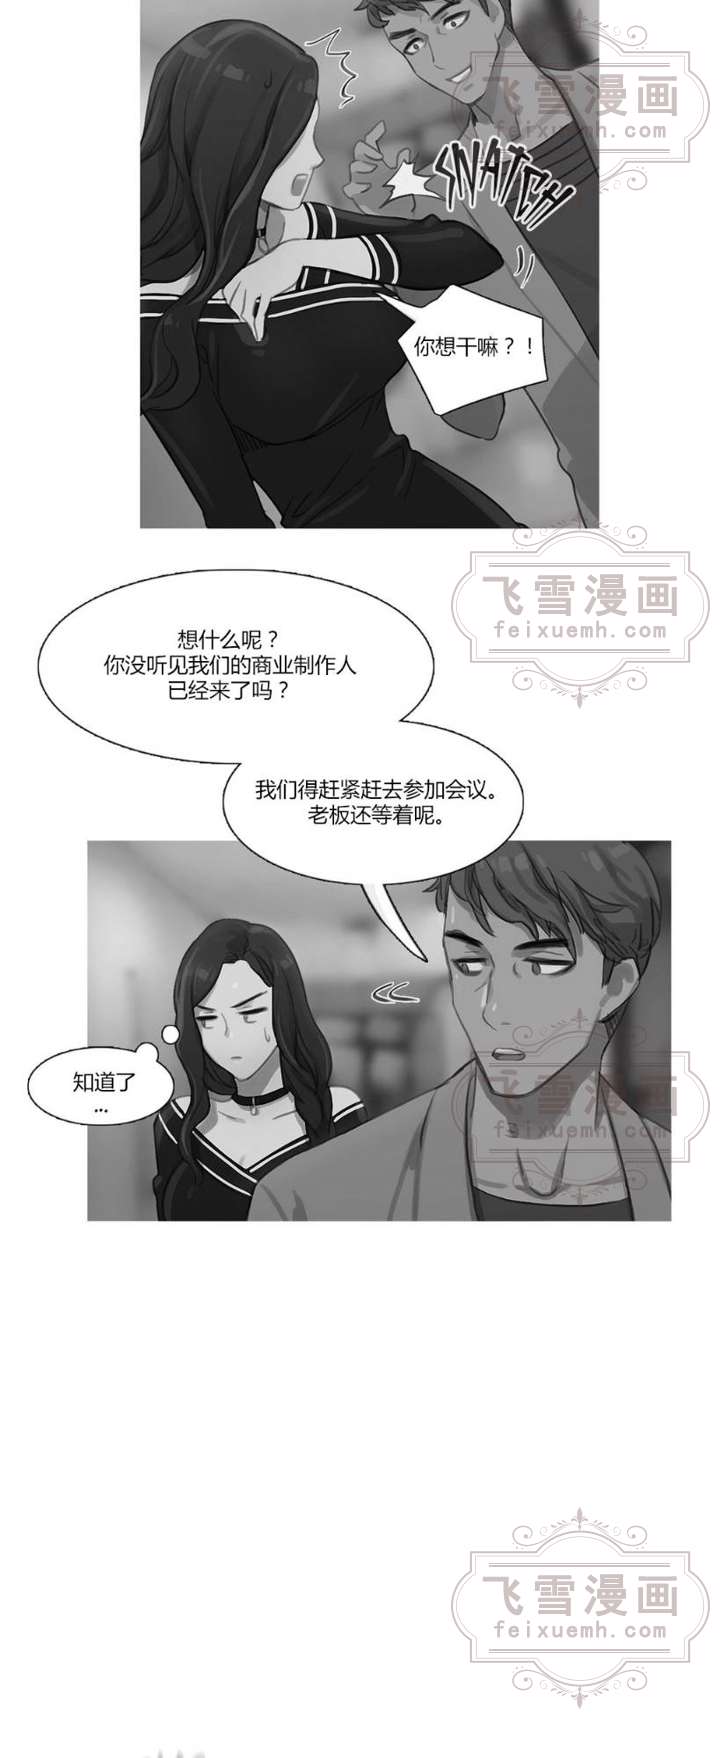 飞雪漫画
feixuemh.com
SNATCH
你想干嘛？！
飞雪漫画
feixuemh.com
想什么呢？
你没听见我们的商业制作人
已经来了吗？
我们得赶紧赶去参加会议。
老板还等着呢。
知道了
...
飞雪漫画
feixuemh.com
飞雪漫画
feixuemh.com